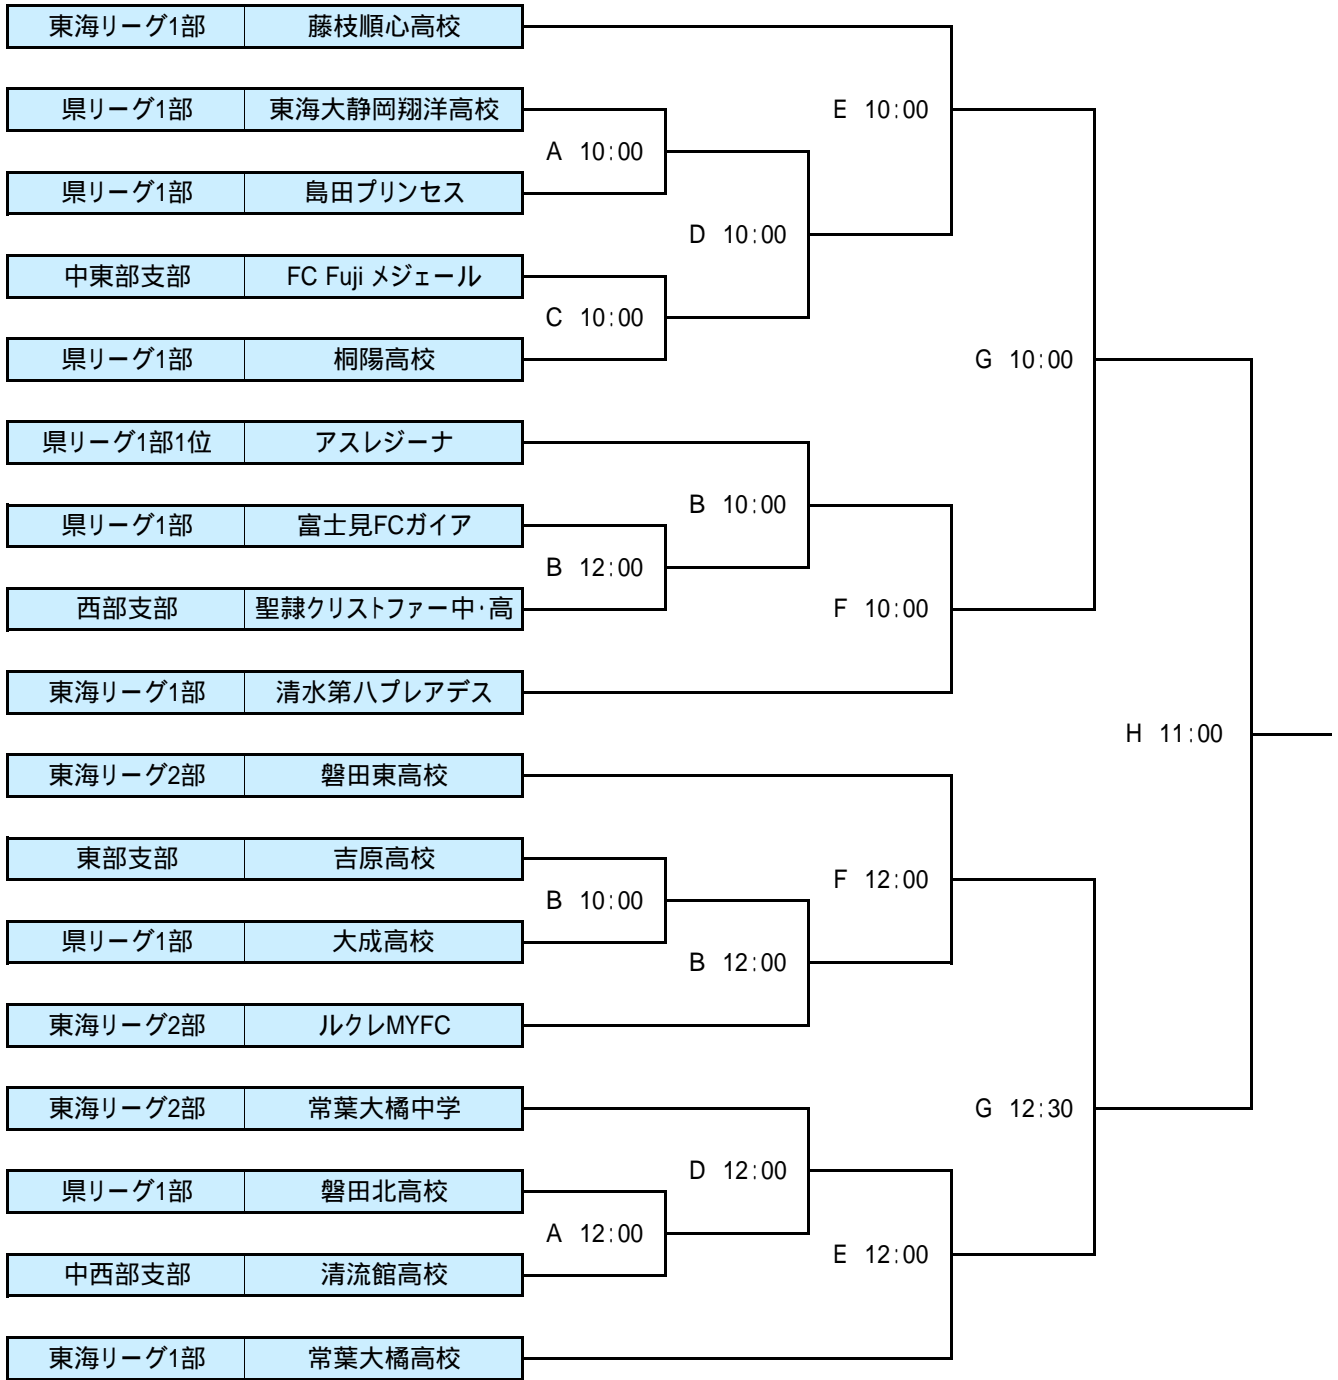 東海リーグ1部 藤枝順心高校
県リーグ1部 東海大静岡翔洋高校 E 10:00
A 10:00
県リーグ1部 島田プリンセス
D 10:00
中東部支部 FC Fuji メジェール
C 10:00
県リーグ1部 桐陽高校 G 10:00
県リーグ1部1位 アスレジーナ
B 10:00
県リーグ1部 富士見FCガイア
B 12:00
西部支部 聖隷クリストファー中・高 F 10:00
東海リーグ1部 清水第八プレアデス
H 11:00
東海リーグ2部 磐田東高校
東部支部 吉原高校
F 12:00
B 10:00
県リーグ1部 大成高校
B 12:00
東海リーグ2部 ルクレMYFC
東海リーグ2部 常葉大橘中学 G 12:30
D 12:00
県リーグ1部 磐田北高校
A 12:00
E 12:00
中西部支部 清流館高校
東海リーグ1部 常葉大橘高校